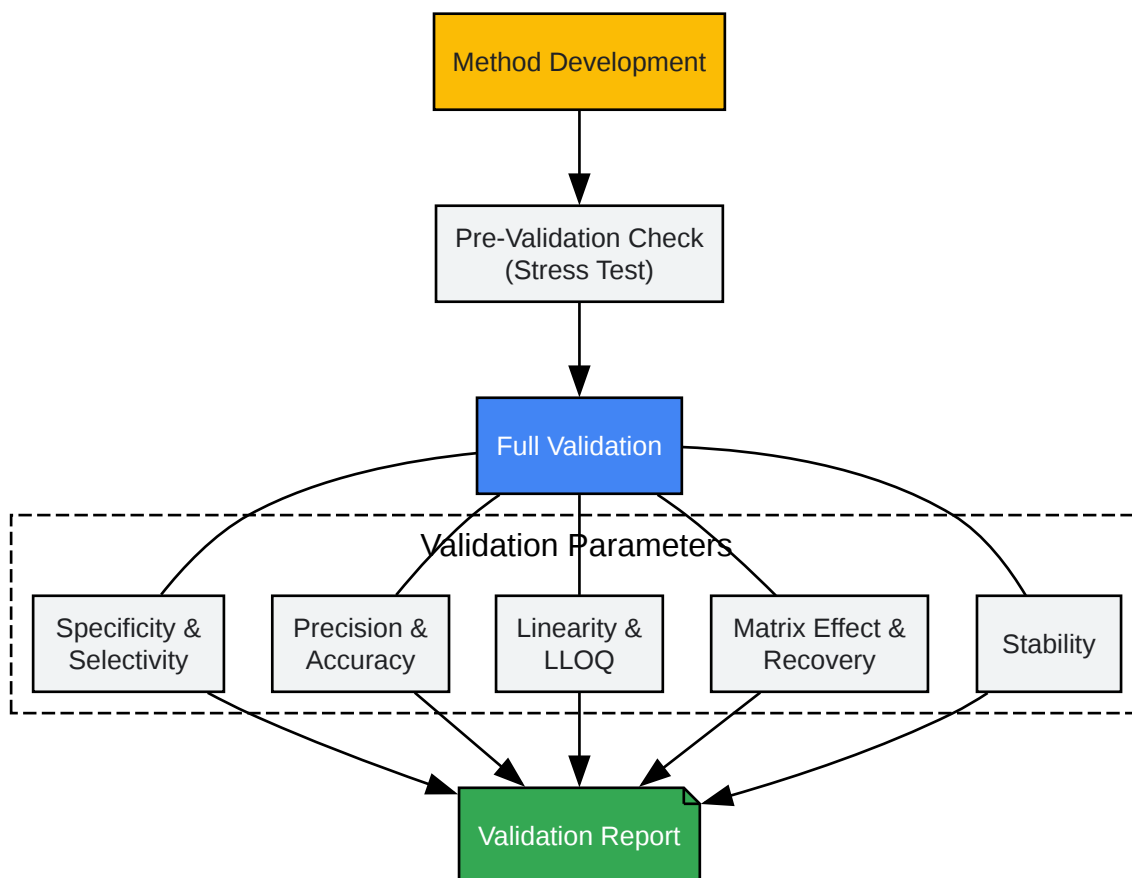 Method Development
Pre-Validation Check
(Stress Test)
Full Validation
Validation Parameters
Specificity &
Selectivity
Precision &
Accuracy
Linearity &
LLOQ
Matrix Effect &
Recovery
Stability
Validation Report